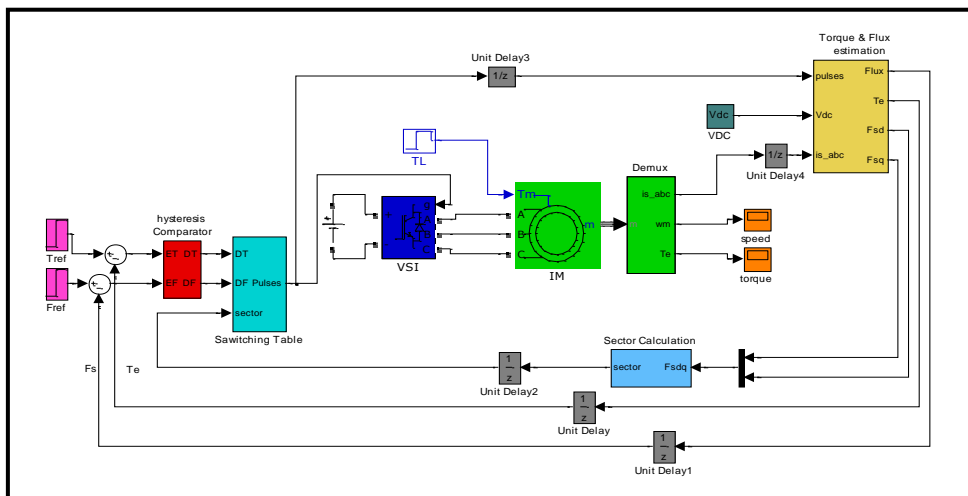 Torque & Flux
estimation
Unit Delay3
1/z
pulses
Flux
Te
Vdc
VDC
Vdc
Fsd
TL
is_abc
Fsq
1/z
Unit Delay4
Demux
is_abc
Tm
hysteresis
Comparator
g
A
A
m
wm
speed
Tref
ET DT
DT
B
C
C
Te
torque
VSI
IM
EF DF
DF Pulses
Fref
sector
Sawitching Table
Sector Calculation
Fs
Te
1
z
sector
Fsdq
Unit Delay2
1
z
Unit Delay
1
z
Unit Delay1